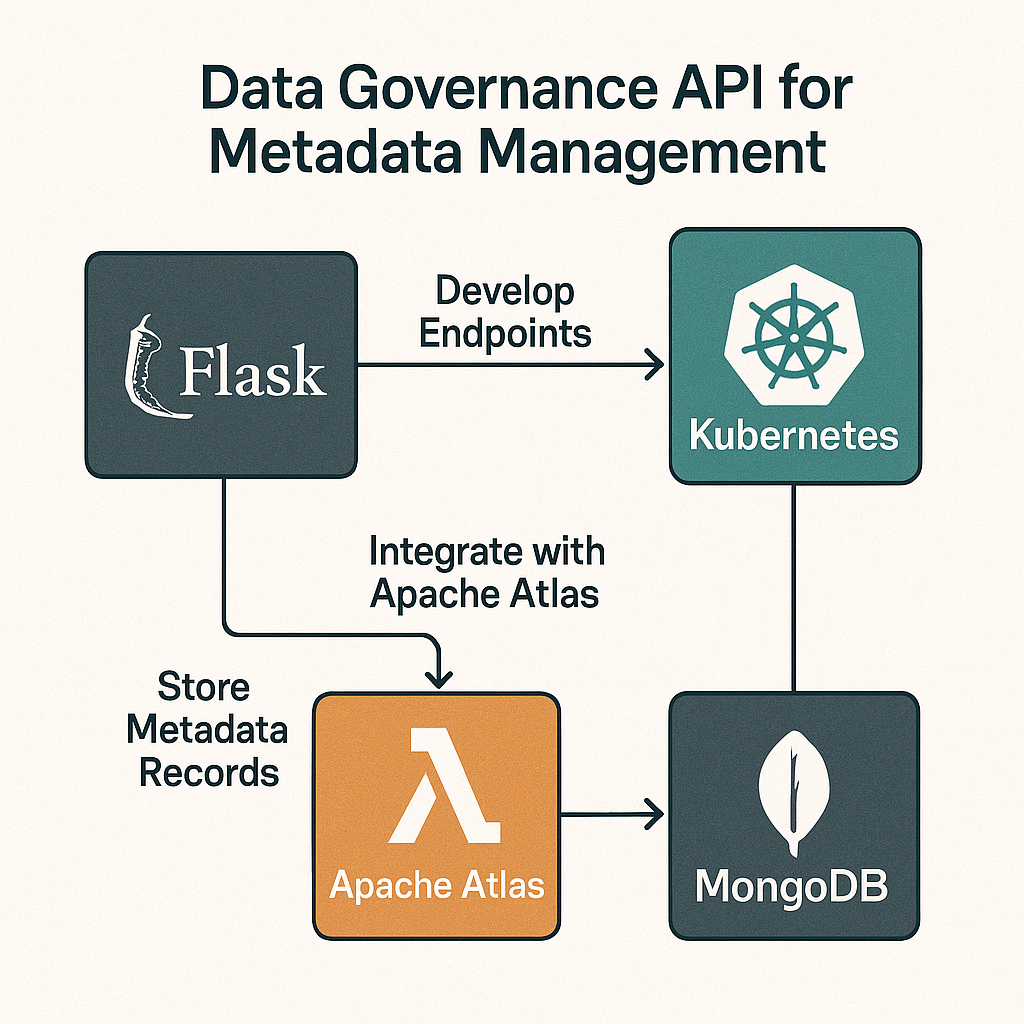 Data Governance API for
Metadada Management
Flask
Develop
Endpoints
Kubernetes
Integrate with
Apache Atlas
Store
Metadata
Records
Apache Atlas
MongoDB